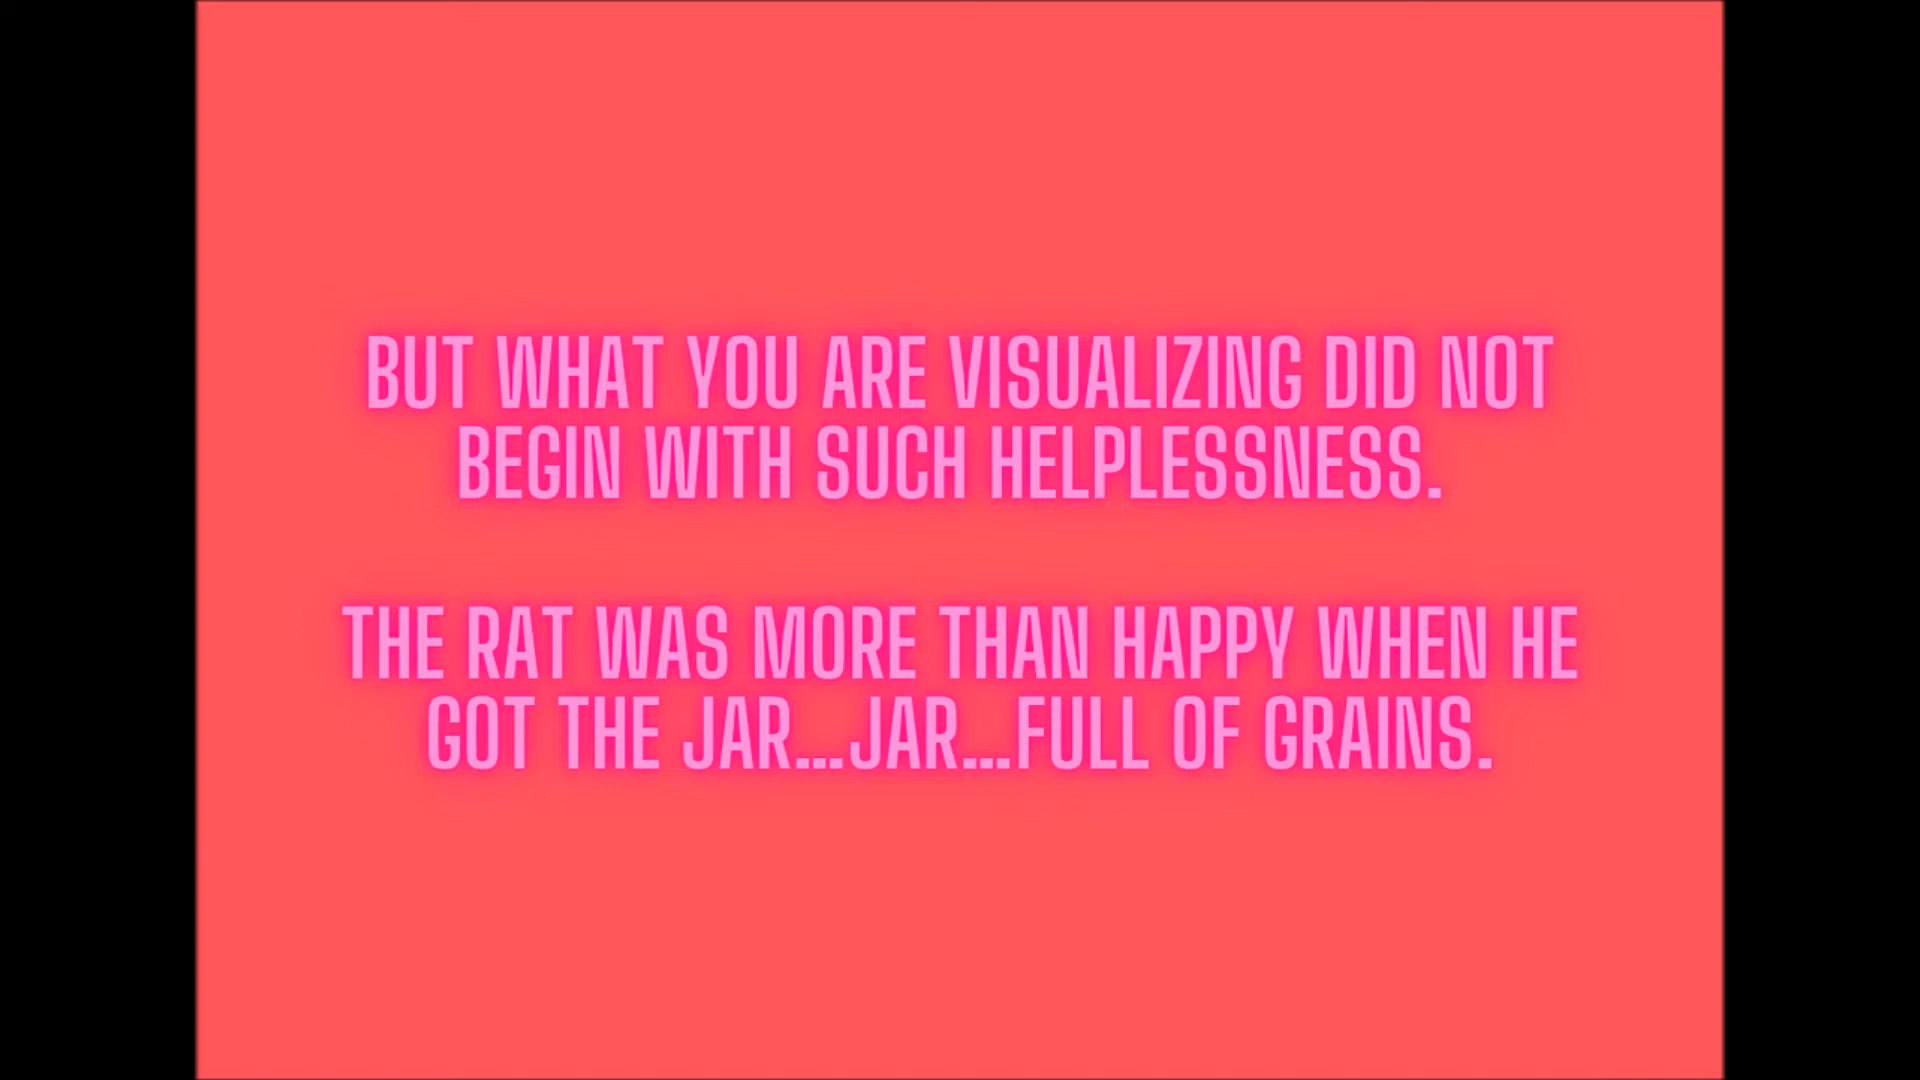 BUT WHAT YOU ARE VISUALIZING DID NOT
BEGIN WITH SUCH HELPLESSNESS.
THE RAT WAS MORE THAN HAPPY WHEN HE
GOT THE JAR...JAR...FULL OF GRAINS.